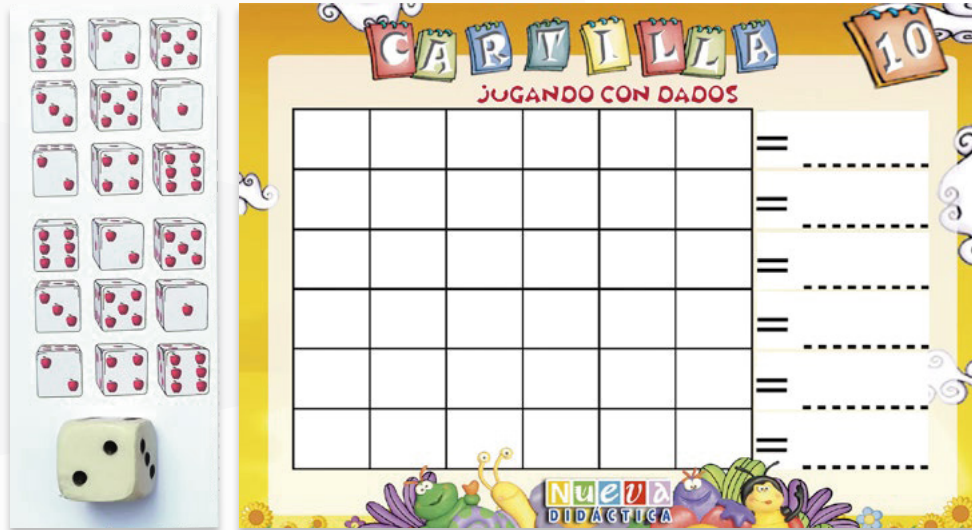 CARTILLA
10
JUGANDO CON DADOS
= ------------
= ------------
= ------------
= ------------
= ------------
= ------------
Nueva
DIDÁCTICA